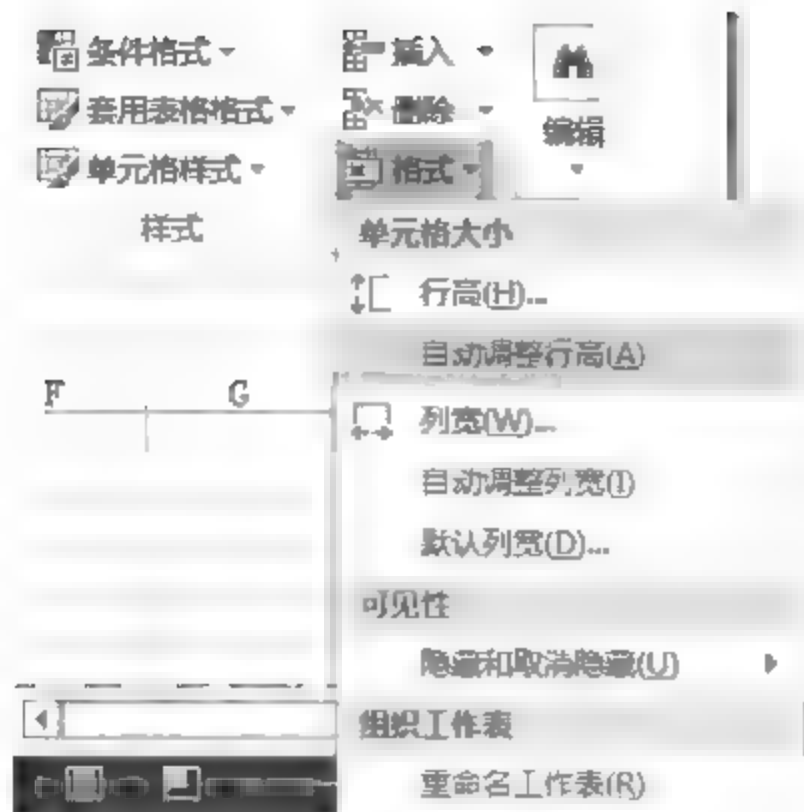 条件格式
套用表格格式
单元格样式
样式
插入
删除
格式
编辑
单元格大小
行高(H)...
自动调整行高(A)
列宽(W)...
自动调整列宽(I)
默认列宽(D)...
可见性
隐藏和取消隐藏(U)
组织工作表
重命名工作表(R)
F G